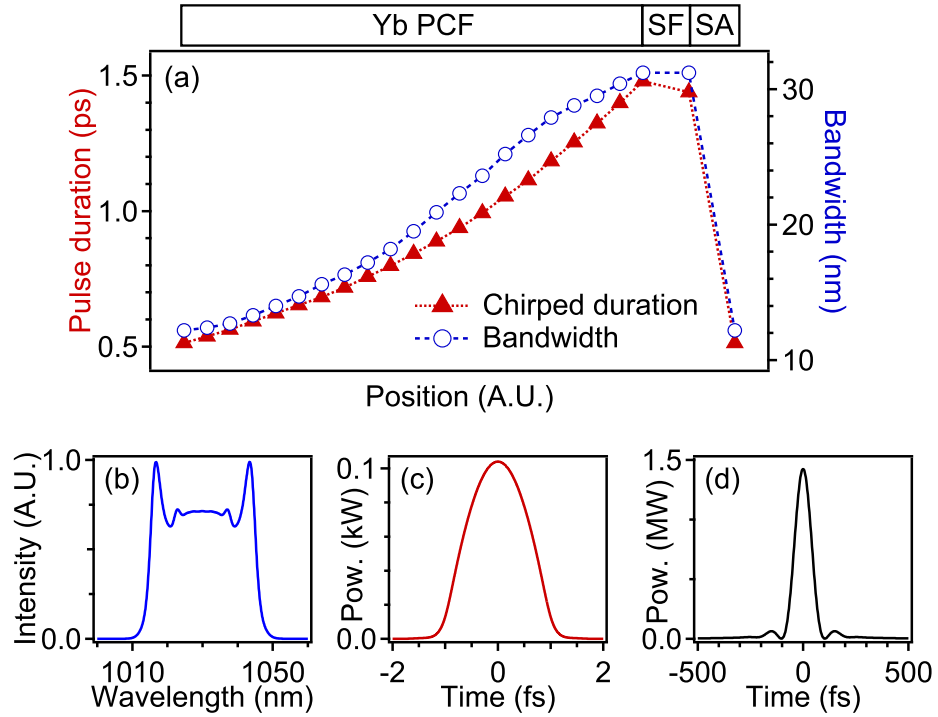 Yb PCF SF SA
(a)
1.5
1.0
0.5
Pulse duration (ps)
30
20
10
Bandwidth (nm)
Chirped duration
Bandwidth
Position (A.U.)
(b)
1.0
0.0
Intensity (A.U.)
1010 1050
Wavelength (nm)
(c)
0.1
0.0
Pow. (kW)
-2 0 2
Time (fs)
(d)
1.5
0.0
Pow. (MW)
-500 0 500
Time (fs)